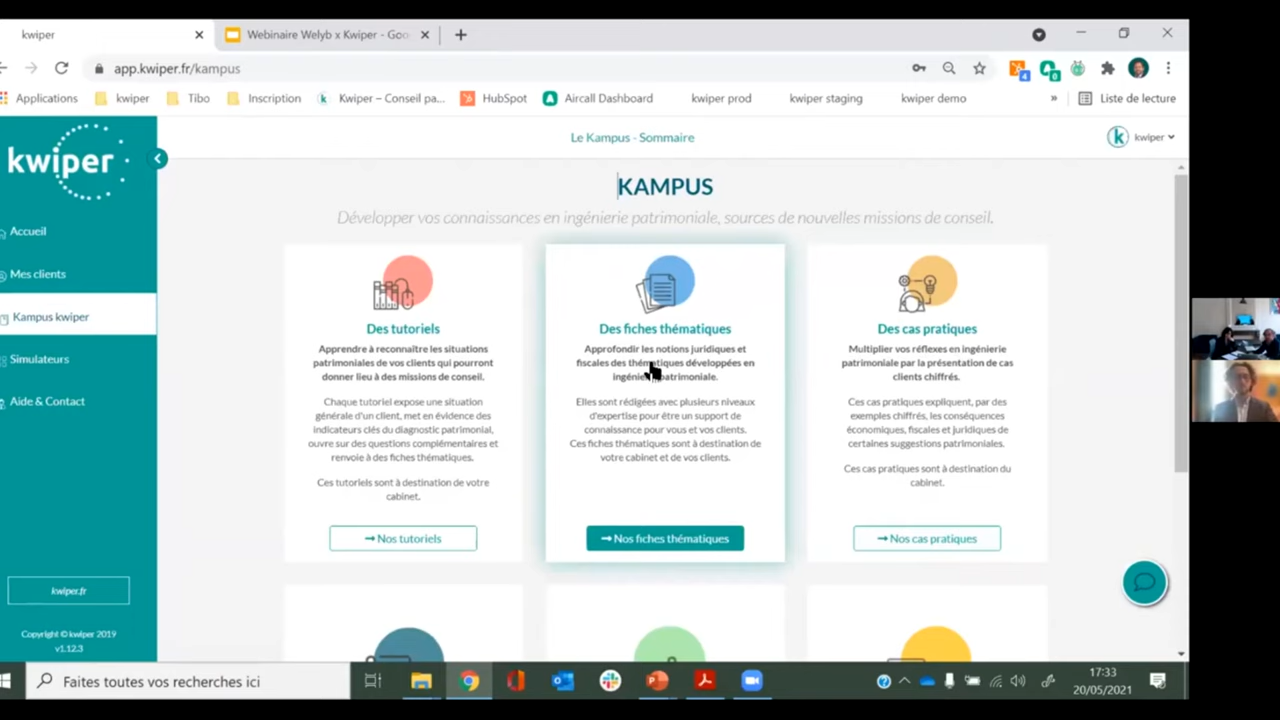 kwiper
Webinaire Welyb x Kwiper - Goo
app.kwiper.fr/kampus
Applications
kwiper
Tibo
Inscription
Kwiper – Conseil pa...
HubSpot
Aircall Dashboard
kwiper prod
kwiper staging
kwiper demo
»
Liste de lecture
kwiper
Le Kampus - Sommaire
kwiper
Accueil
Mes clients
Kampus kwiper
Simulateurs
Aide & Contact
kwiper.fr
Copyright © kwiper 2019
v1.12.3
KAMPUS
Développer vos connaissances en ingénierie patrimoniale, sources de nouvelles missions de conseil.
Des tutoriels
Apprendre à reconnaître les situations
patrimoniales de vos clients qui pourront
donner lieu à des missions de conseil.
Chaque tutoriel expose une situation
générale d'un client, met en évidence des
indicateurs clés du diagnostic patrimonial,
ouvre sur des questions complémentaires et
renvoie à des fiches thématiques.
Ces tutoriels sont à destination de votre
cabinet.
→ Nos tutoriels
Des fiches thématiques
Approfondir les notions juridiques et
fiscales des thématiques développées en
ingénierie patrimoniale.
Elles sont rédigées avec plusieurs niveaux
d'expertise pour être un support de
connaissance pour vous et vos clients.
Ces fiches thématiques sont à destination de
votre cabinet et de vos clients.
→ Nos fiches thématiques
Des cas pratiques
Multiplier vos réflexes en ingénierie
patrimoniale par la présentation de cas
clients chiffrés.
Ces cas pratiques expliquent, par des
exemples chiffrés, les conséquences
économiques, fiscales et juridiques de
certaines suggestions patrimoniales.
Ces cas pratiques sont à destination du
cabinet.
→ Nos cas pratiques
Faites toutes vos recherches ici
17:33
20/05/2021